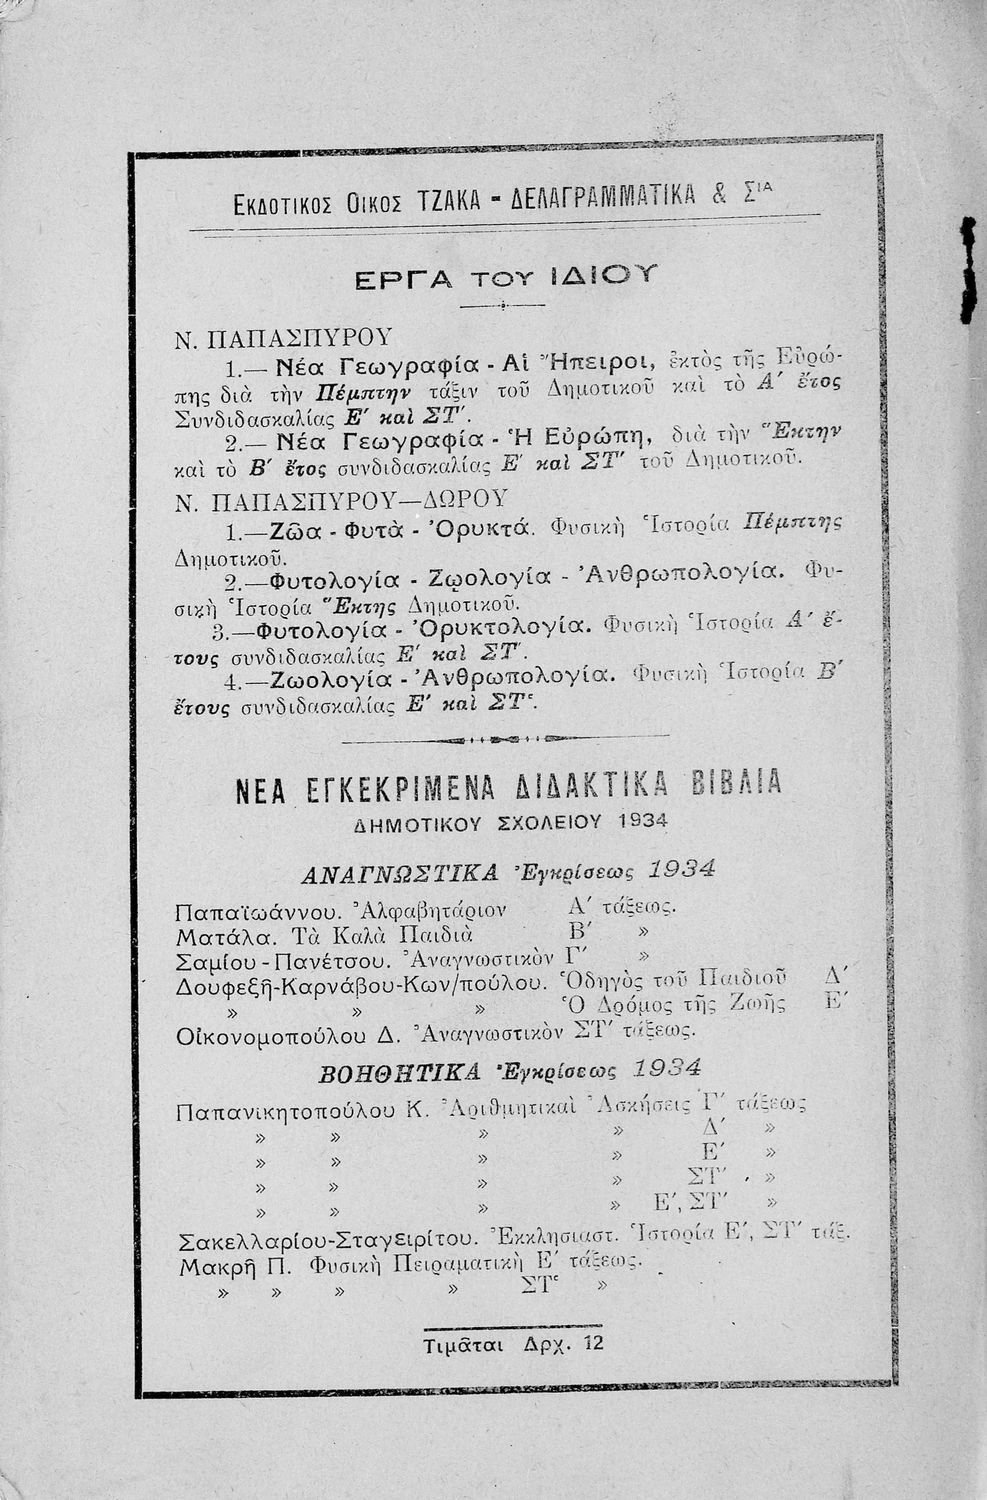 ΕΚΔΟΤΙΚΟΣ ΟΙΚΟΣ ΤΖΑΚΑ - ΔΕΛΑΓΡΑΜΜΑΤΙΚΑ & ΣΙΑ
ΕΡΓΑ ΤΟΥ ΙΔΙΟΥ
Ν. ΠΑΠΑΣΠΥΡΟΥ
1.— Νέα Γεωγραφία - Αἱ Ἤπειροι, ἐκτὸς τῆς Εὐρώ-
πης διὰ τὴν Πέμπτην τάξιν τοῦ Δημοτικοῦ καὶ τὸ Α΄ ἔτος
Συνδιδασκαλίας Ε΄ καὶ ΣΤ΄.
2.— Νέα Γεωγραφία - Ἡ Εὐρώπη, διὰ τὴν Ἕκτην
καὶ τὸ Β΄ ἔτος συνδιδασκαλίας Ε΄ καὶ ΣΤ΄ τοῦ Δημοτικοῦ.
Ν. ΠΑΠΑΣΠΥΡΟΥ—ΔΩΡΟΥ
1.—Ζῶα - Φυτὰ - Ὀρυκτά. Φυσικὴ Ἱστορία Πέμπτης
Δημοτικοῦ.
2.—Φυτολογία - Ζῳολογία - Ἀνθρωπολογία. Φυ-
σικὴ Ἱστορία Ἕκτης Δημοτικοῦ.
3.—Φυτολογία - Ὀρυκτολογία. Φυσικὴ Ἱστορία Α΄ ἔ-
τους συνδιδασκαλίας Ε΄ καὶ ΣΤ΄.
4.—Ζωολογία - Ἀνθρωπολογία. Φυσικὴ Ἱστορία Β΄
ἔτους συνδιδασκαλίας Ε΄ καὶ ΣΤ΄.
ΝΕΑ ΕΓΚΕΚΡΙΜΕΝΑ ΔΙΔΑΚΤΙΚΑ ΒΙΒΛΙΑ
ΔΗΜΟΤΙΚΟΥ ΣΧΟΛΕΙΟΥ 1934
ΑΝΑΓΝΩΣΤΙΚΑ Ἐγκρίσεως 1934
Παπαϊωάννου. Ἀλφαβητάριον Α΄ τάξεως.
Ματάλα. Τὰ Καλὰ Παιδιὰ Β΄ »
Σαμίου - Πανέτσου. Ἀναγνωστικὸν Γ΄ »
Δουφεξῆ-Καρνάβου-Κων/πούλου. Ὁδηγὸς τοῦ Παιδιοῦ Δ΄
» » » Ὁ Δρόμος τῆς Ζωῆς Ε΄
Οἰκονομοπούλου Δ. Ἀναγνωστικὸν ΣΤ΄ τάξεως.
ΒΟΗΘΗΤΙΚΑ Ἐγκρίσεως 1934
Παπανικητοπούλου Κ. Ἀριθμητικαὶ Ἀσκήσεις Γ΄ τάξεως
» » » » Δ΄ »
» » » » Ε΄ »
» » » » ΣΤ΄ »
» » » » Ε΄, ΣΤ΄ »
Σακελλαρίου-Σταγειρίτου. Ἐκκλησιαστ. Ἱστορία Ε΄, ΣΤ΄ τάξ.
Μακρῆ Π. Φυσικὴ Πειραματικὴ Ε΄ τάξεως.
» » » » ΣΤ΄ »
Τιμᾶται Δρχ. 12